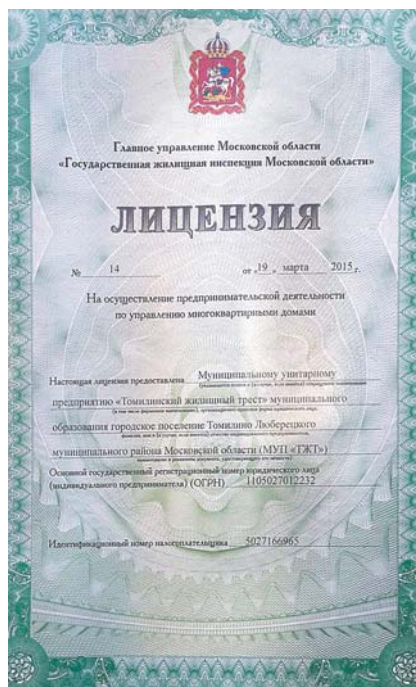 Главное управление Московской области
«Государственная жилищная инспекция Московской области»
ЛИЦЕНЗИЯ
№ 14 от „19„ марта 2015 г.
На осуществление предпринимательской деятельности
по управлению многоквартирными домами
Настоящая лицензия предоставлена Муниципальному унитарному
предприятию «Томилинский жилищный трест» муниципального
образования городское поселение Томилино Люберецкого
муниципального района Московской области (МУП «ТЖТ»)
Основной государственный регистрационный номер юридического лица
(индивидуального предпринимателя) (ОГРН) 1105027012232
Идентификационный номер налогоплательщика 5027166965